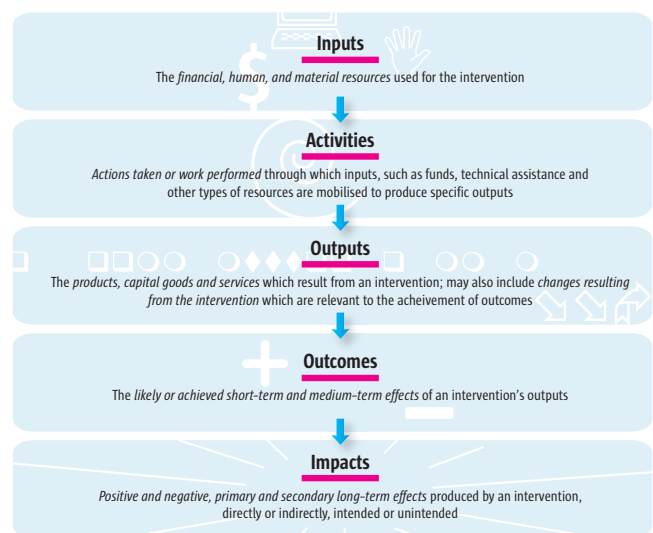 Inputs
The financial, human, and material resources used for the intervention
Activities
Actions taken or work performed through which inputs, such as funds, technical assistance and
other types of resources are mobilised to produce specific outputs
Outputs
The products, capital goods and services which result from an intervention; may also include changes resulting
from the intervention which are relevant to the acheivement of outcomes
Outcomes
The likely or achieved short-term and medium-term effects of an intervention's outputs
Impacts
Positive and negative, primary and secondary long-term effects produced by an intervention,
directly or indirectly, intended or unintended